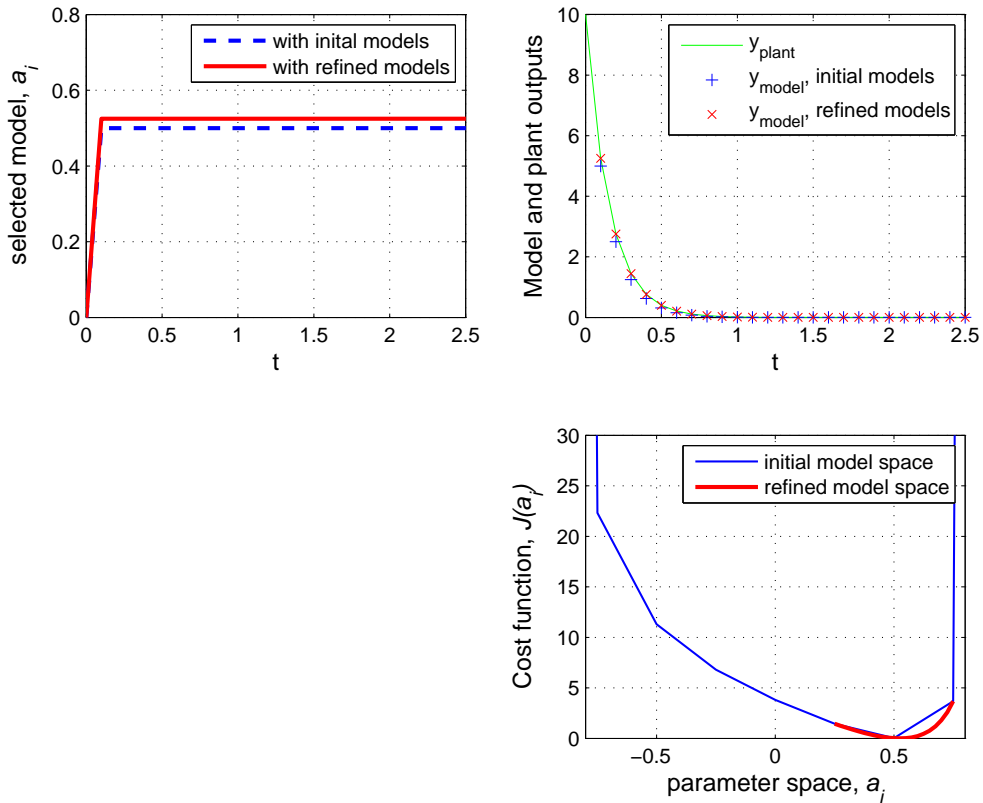 0.8
0.6
0.4
0.2
0
0
0.5
1
1.5
2
2.5
t
selected model, a_i
with inital models
with refined models
10
8
6
4
2
0
0
0.5
1
1.5
2
2.5
t
Model and plant outputs
y_plant
y_model, initial models
y_model, refined models
30
25
20
15
10
5
0
−0.5
0
0.5
parameter space, a_i
Cost function, J(a_i)
initial model space
refined model space